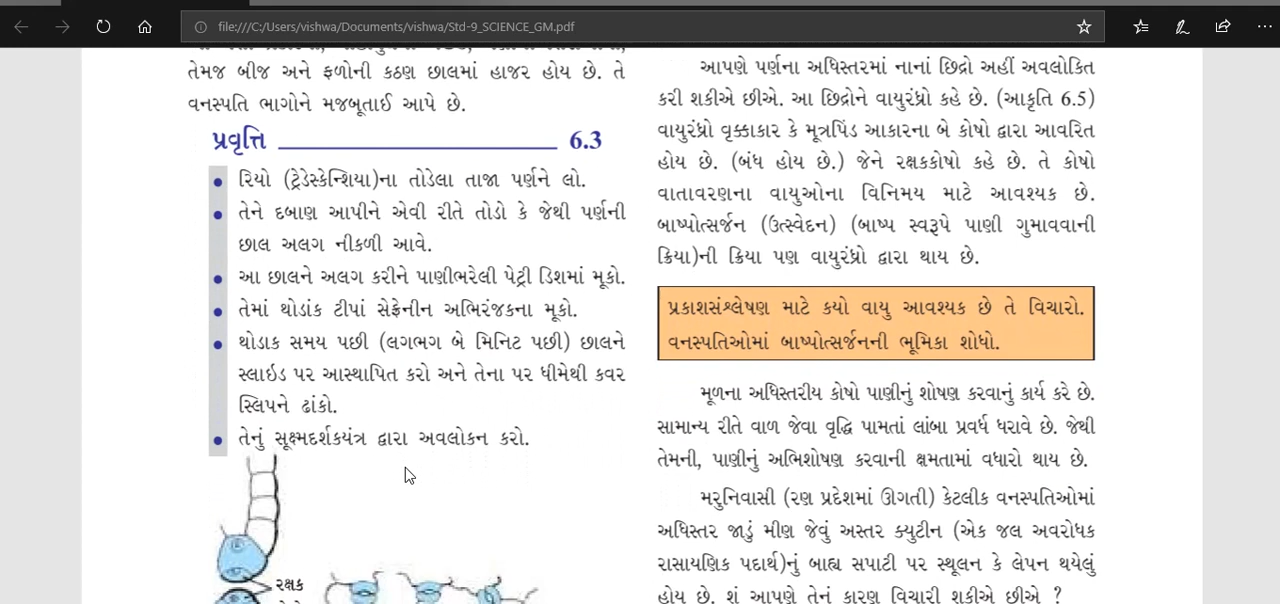 file:///C:/Users/vishwa/Documents/vishwa/Std-9_SCIENCE_GM.pdf
તેમજ બીજ અને ફળોની કઠણ છાલમાં હાજર હોય છે. તે
વનસ્પતિ ભાગોને મજબૂતાઈ આપે છે.
પ્રવૃત્તિ 6.3
• રિયો (ટ્રેડેસ્કેન્શિયા)ના તોડેલા તાજા પર્ણને લો.
• તેને દબાણ આપીને એવી રીતે તોડો કે જેથી પર્ણની
છાલ અલગ નીકળી આવે.
• આ છાલને અલગ કરીને પાણીભરેલી પેટ્રી ડિશમાં મૂકો.
• તેમાં થોડાંક ટીપાં સેફ્રેનીન અભિરંજકના મૂકો.
• થોડાક સમય પછી (લગભગ બે મિનિટ પછી) છાલને
સ્લાઇડ પર આસ્થાપિત કરો અને તેના પર ધીમેથી કવર
સ્લિપને ઢાંકો.
• તેનું સૂક્ષ્મદર્શકયંત્ર દ્વારા અવલોકન કરો.
રક્ષક
આપણે પર્ણના અધિસ્તરમાં નાનાં છિદ્રો અહીં અવલોકિત
કરી શકીએ છીએ. આ છિદ્રોને વાયુરંધ્રો કહે છે. (આકૃતિ 6.5)
વાયુરંધ્રો વૃક્કાકાર કે મૂત્રપિંડ આકારના બે કોષો દ્વારા આવરિત
હોય છે. (બંધ હોય છે.) જેને રક્ષકકોષો કહે છે. તે કોષો
વાતાવરણના વાયુઓના વિનિમય માટે આવશ્યક છે.
બાષ્પોત્સર્જન (ઉત્સ્વેદન) (બાષ્પ સ્વરૂપે પાણી ગુમાવવાની
ક્રિયા)ની ક્રિયા પણ વાયુરંધ્રો દ્વારા થાય છે.
પ્રકાશસંશ્લેષણ માટે કયો વાયુ આવશ્યક છે તે વિચારો.
વનસ્પતિઓમાં બાષ્પોત્સર્જનની ભૂમિકા શોધો.
મૂળના અધિસ્તરીય કોષો પાણીનું શોષણ કરવાનું કાર્ય કરે છે.
સામાન્ય રીતે વાળ જેવા વૃદ્ધિ પામતાં લાંબા પ્રવર્ધ ધરાવે છે. જેથી
તેમની, પાણીનું અભિશોષણ કરવાની ક્ષમતામાં વધારો થાય છે.
મરુનિવાસી (રણ પ્રદેશમાં ઊગતી) કેટલીક વનસ્પતિઓમાં
અધિસ્તર જાડું મીણ જેવું અસ્તર ક્યુટીન (એક જલ અવરોધક
રાસાયણિક પદાર્થ)નું બાહ્ય સપાટી પર સ્થૂલન કે લેપન થયેલું
હોય છે. શું આપણે તેનું કારણ વિચારી શકીએ છીએ ?